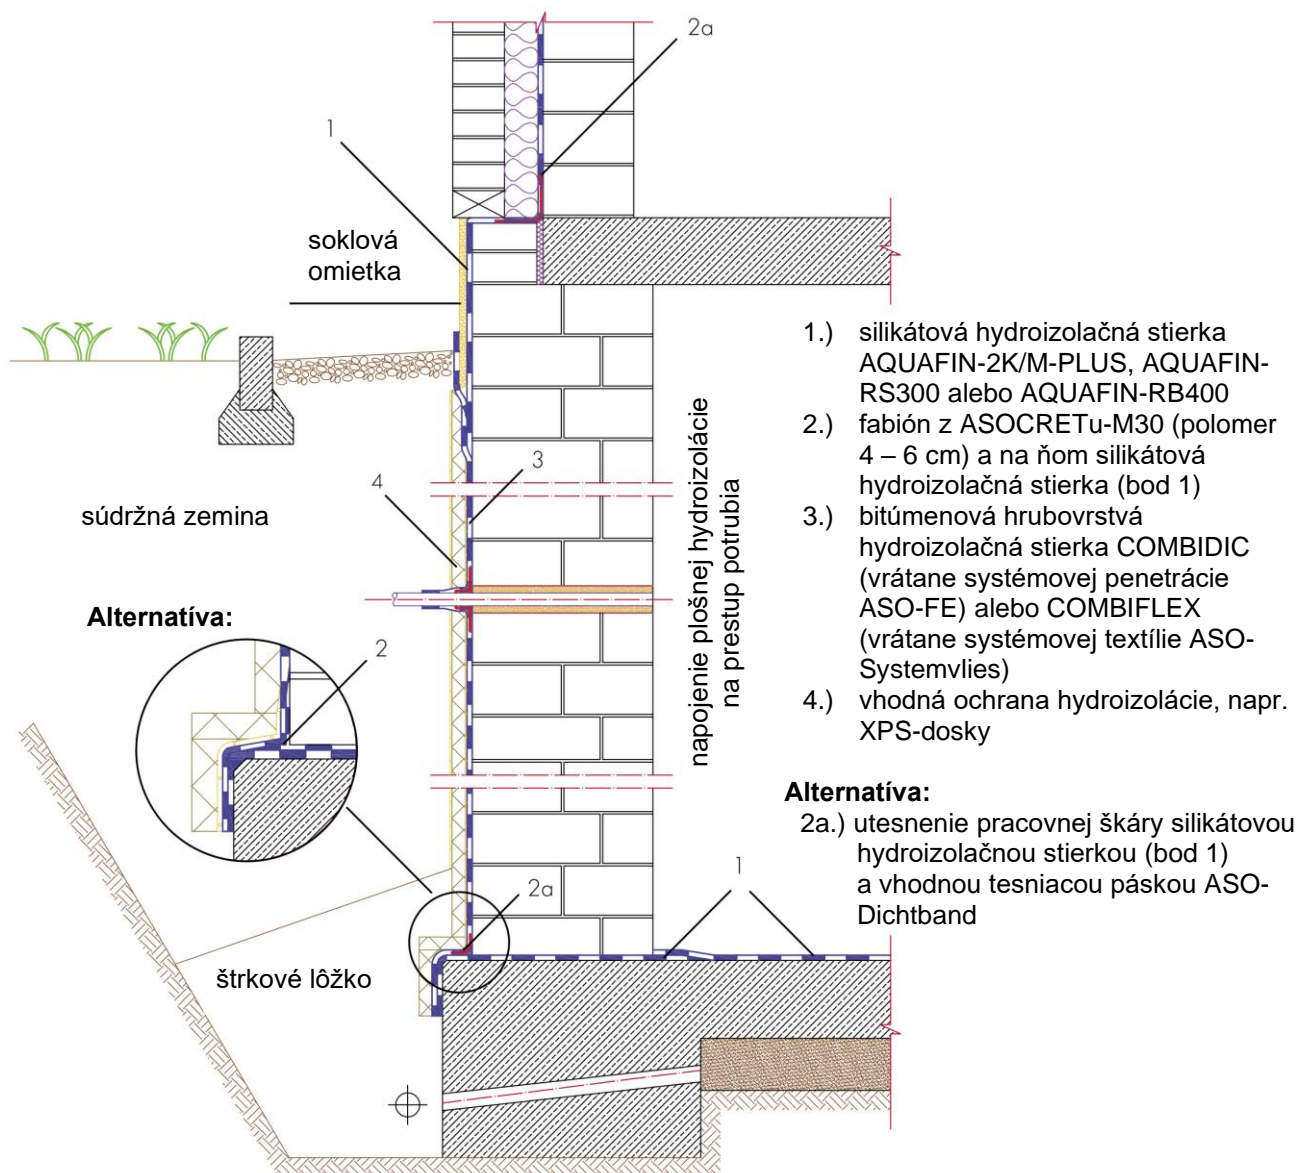 2a
1
soklová
omietka
3
4
súdržná zemina
Alternatíva:
2
napojenie plošnej hydroizolácie
na prestup potrubia
2a
1
štrkové lôžko
1.) silikátová hydroizolačná stierka
AQUAFIN-2K/M-PLUS, AQUAFIN-
RS300 alebo AQUAFIN-RB400
2.) fabión z ASOCRETu-M30 (polomer
4 – 6 cm) a na ňom silikátová
hydroizolačná stierka (bod 1)
3.) bitúmenová hrubovrstvá
hydroizolačná stierka COMBIDIC
(vrátane systémovej penetrácie
ASO-FE) alebo COMBIFLEX
(vrátane systémovej textílie ASO-
Systemvlies)
4.) vhodná ochrana hydroizolácie, napr.
XPS-dosky
Alternatíva:
2a.) utesnenie pracovnej škáry silikátovou
hydroizolačnou stierkou (bod 1)
a vhodnou tesniacou páskou ASO-
Dichtband